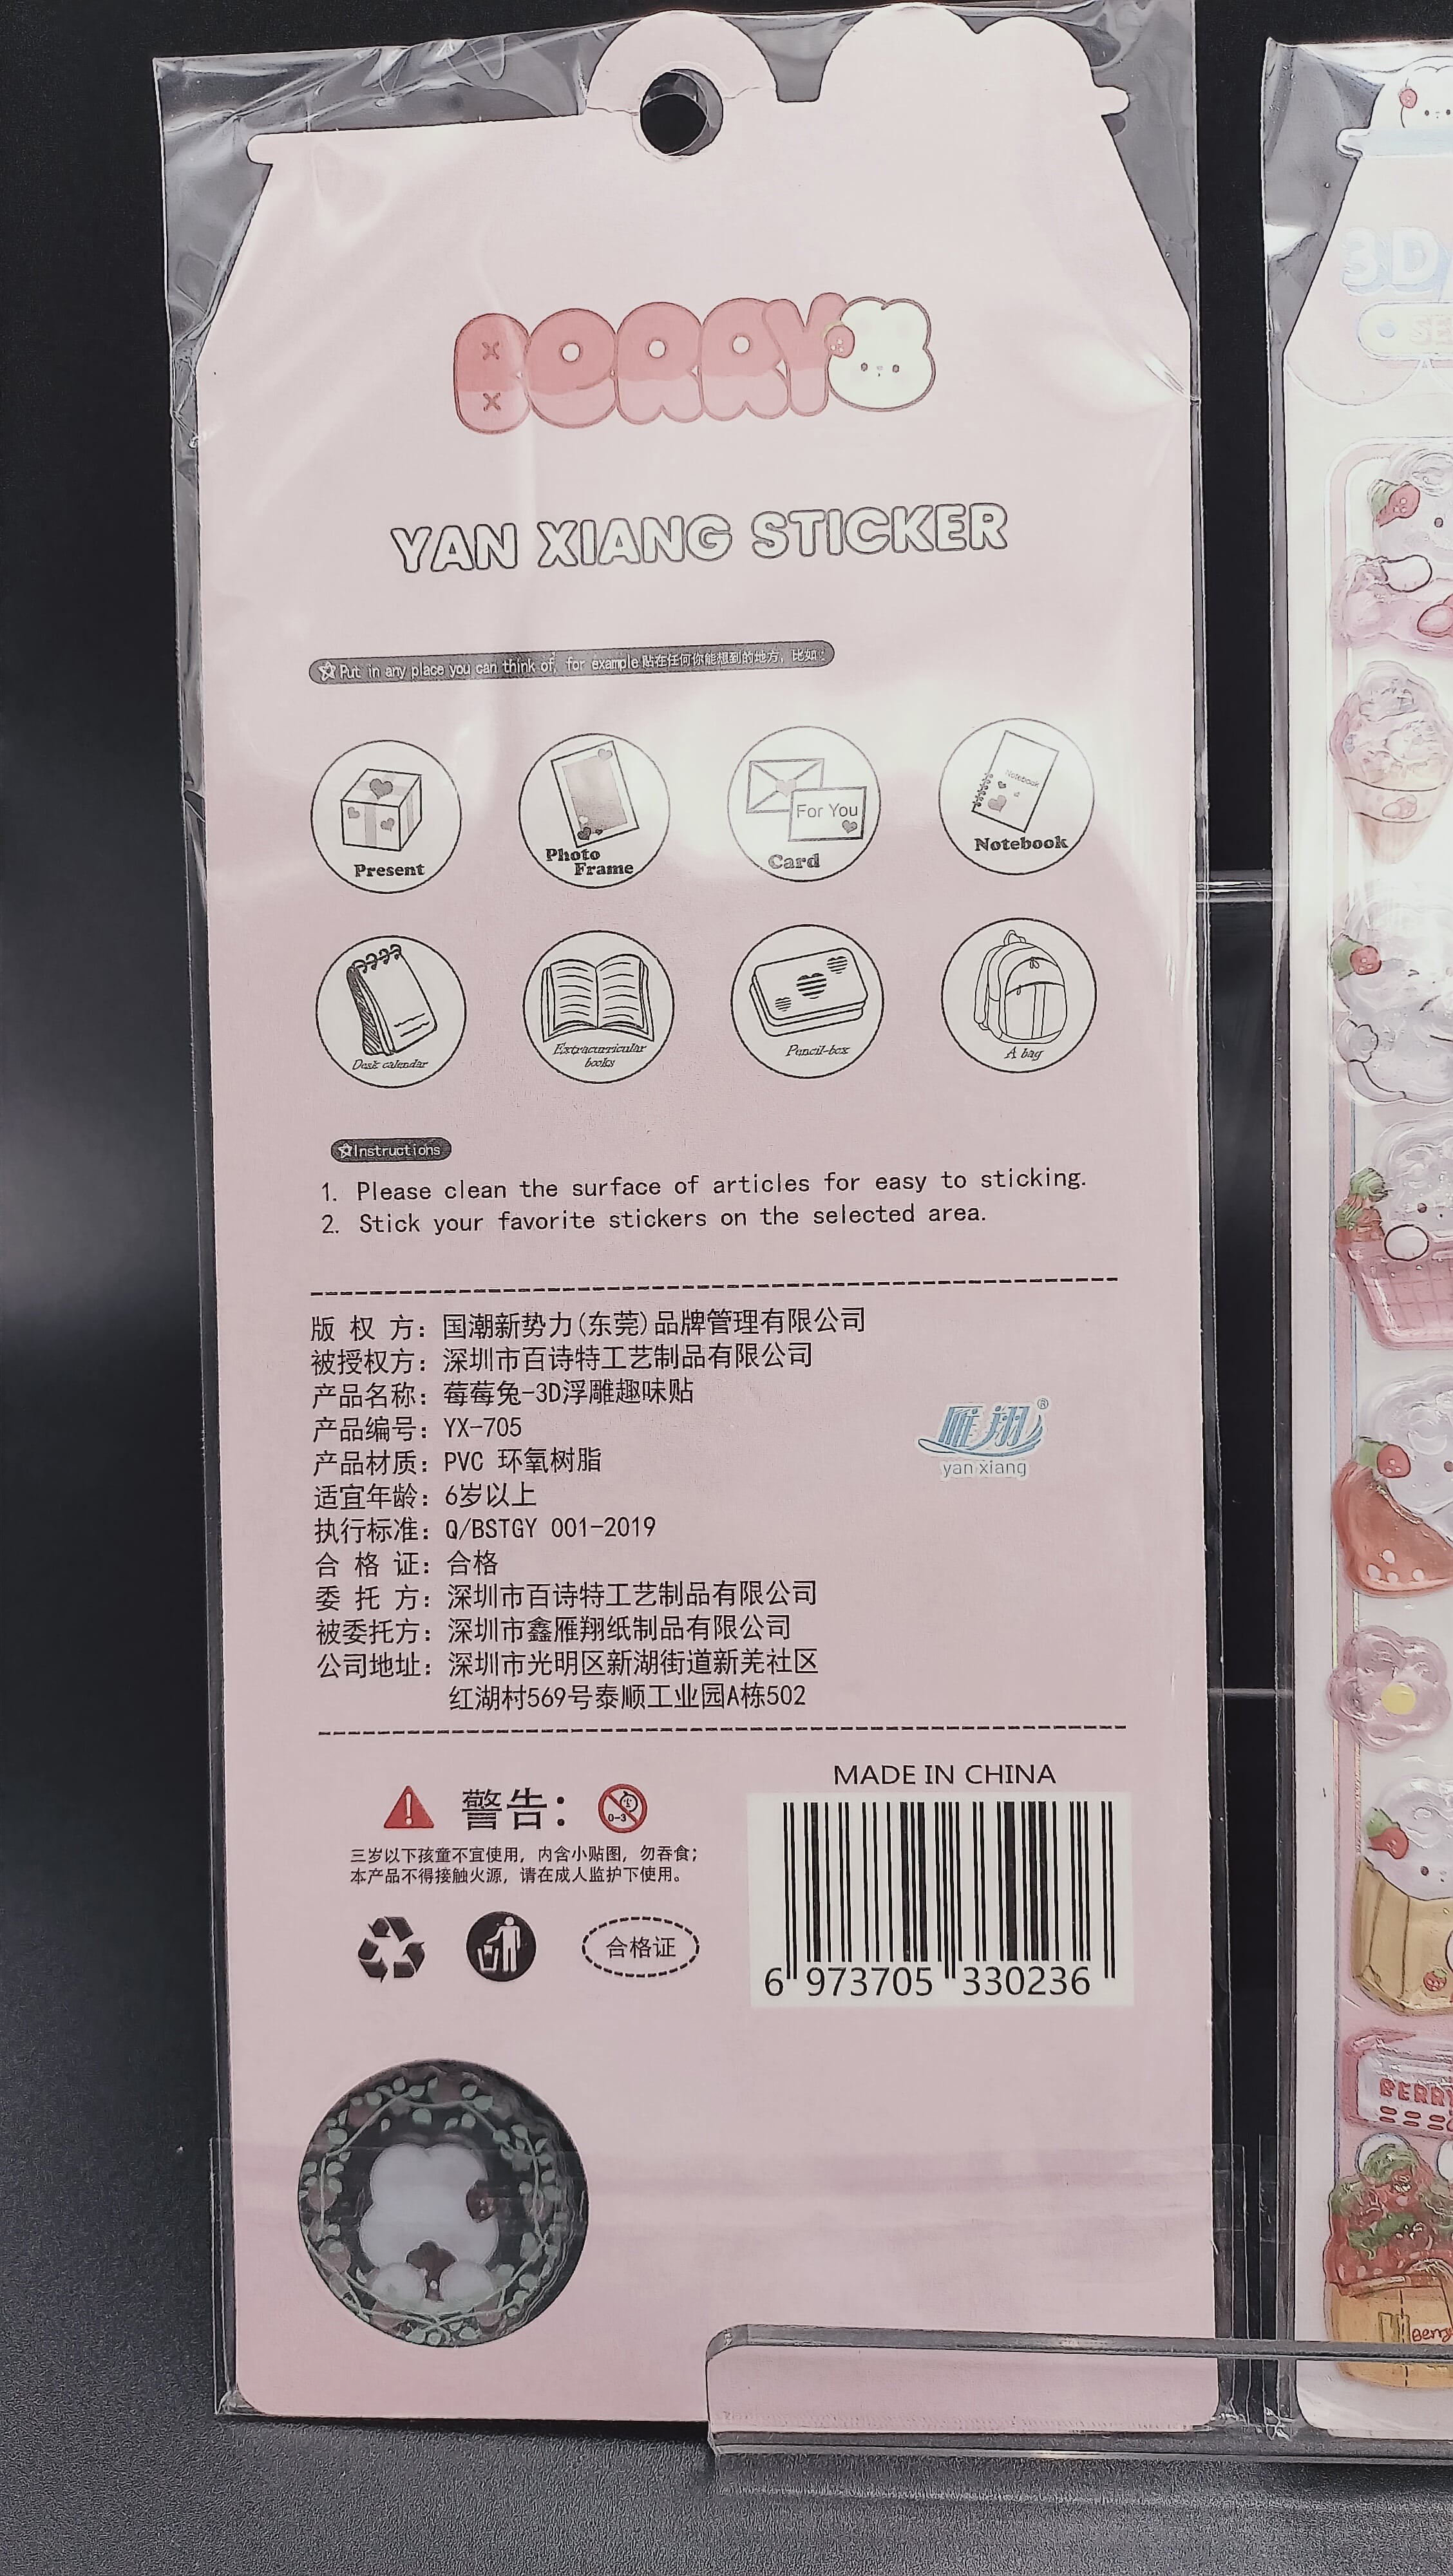 BERRY
YAN XIANG STICKER
Put in any place you can think of, for example 贴在任何你能想到的地方，比如：
Present
Photo
Frame
For You
Card
Notebook
Notebook
Desk calendar
Extracurricular
books
Pencil-box
A bag
Instructions
1. Please clean the surface of articles for easy to sticking.
2. Stick your favorite stickers on the selected area.
版 权 方：国潮新势力(东莞)品牌管理有限公司
被授权方：深圳市百诗特工艺制品有限公司
产品名称：莓莓兔-3D浮雕趣味贴
产品编号：YX-705
产品材质：PVC 环氧树脂
适宜年龄：6岁以上
执行标准：Q/BSTGY 001-2019
合 格 证：合格
委 托 方：深圳市百诗特工艺制品有限公司
被委托方：深圳市鑫雁翔纸制品有限公司
公司地址：深圳市光明区新湖街道新羌社区
红湖村569号泰顺工业园A栋502
雁翔®
yan xiang
警告：
0-3
三岁以下孩童不宜使用，内含小贴图，勿吞食；
本产品不得接触火源，请在成人监护下使用。
合格证
MADE IN CHINA
6 973705 330236
3D
BERRY
Berry